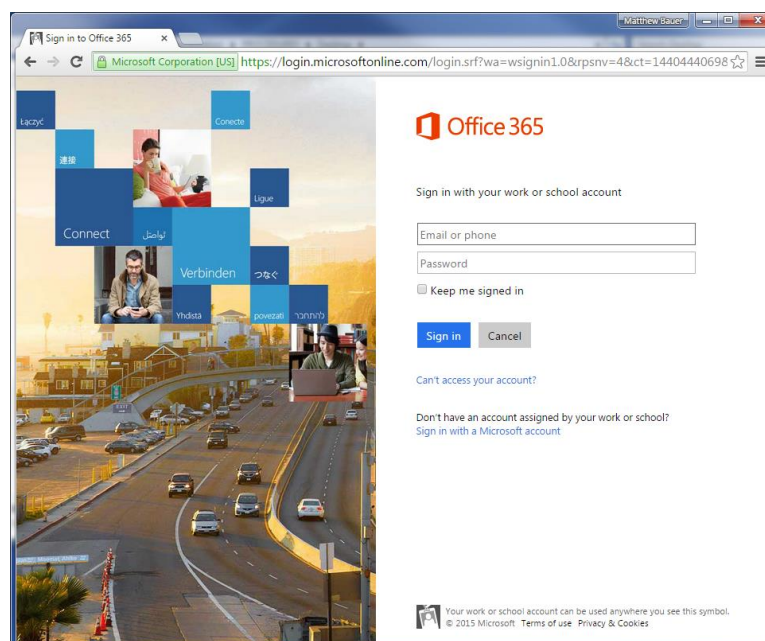 Matthew Bauer
Sign in to Office 365
Microsoft Corporation [US] https://login.microsoftonline.com/login.srf?wa=wsignin1.0&rpsnv=4&ct=14404440698
Łączyć
Conecte
連接
Ligue
Connect
تواصل
Verbinden
つなぐ
Yhdistä
povezati
להתחבר
EXIT
Office 365
Sign in with your work or school account
Email or phone
Password
Keep me signed in
Sign in
Cancel
Can't access your account?
Don't have an account assigned by your work or school?
Sign in with a Microsoft account
Your work or school account can be used anywhere you see this symbol.
© 2015 Microsoft Terms of use Privacy & Cookies